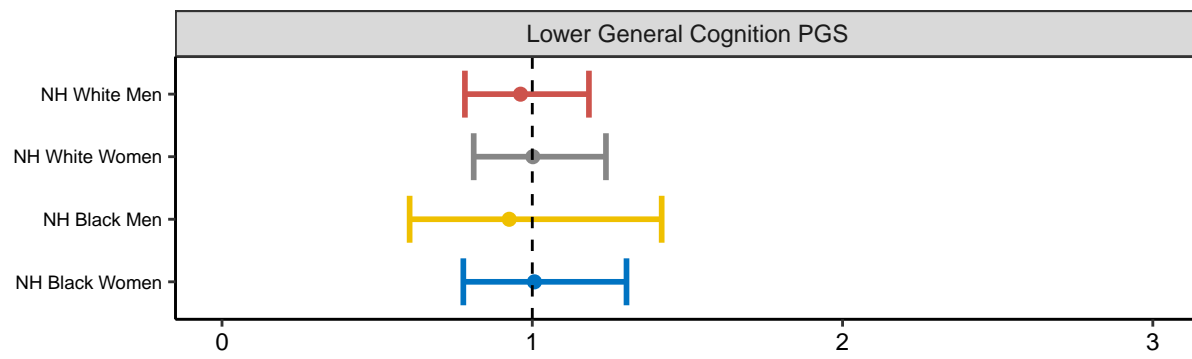 Lower General Cognition PGS
NH White Men
NH White Women
NH Black Men
NH Black Women
0 1 2 3